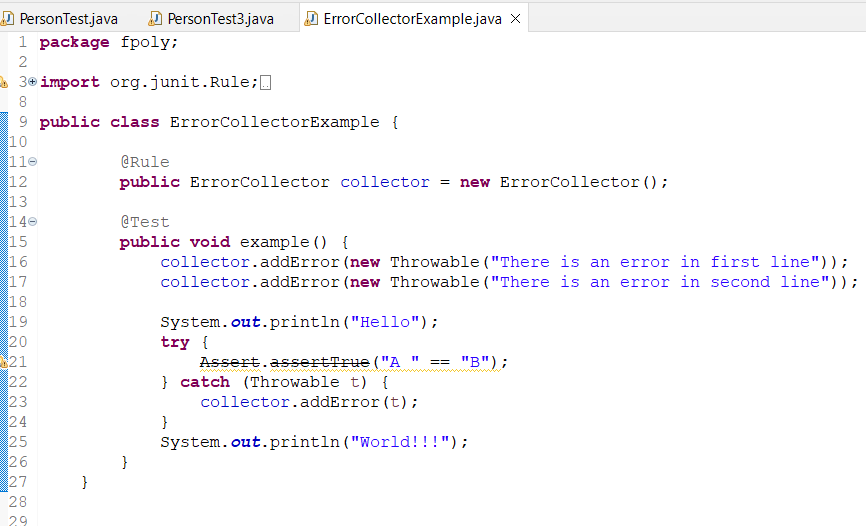 PersonTest.java PersonTest3.java ErrorCollectorExample.java
1 package fpoly;
2
3 import org.junit.Rule;
8
9 public class ErrorCollectorExample {
10
11 @Rule
12 public ErrorCollector collector = new ErrorCollector();
13
14 @Test
15 public void example() {
16 collector.addError(new Throwable("There is an error in first line"));
17 collector.addError(new Throwable("There is an error in second line"));
18
19 System.out.println("Hello");
20 try {
21 Assert.assertTrue("A " == "B");
22 } catch (Throwable t) {
23 collector.addError(t);
24 }
25 System.out.println("World!!!");
26 }
27 }
28
29